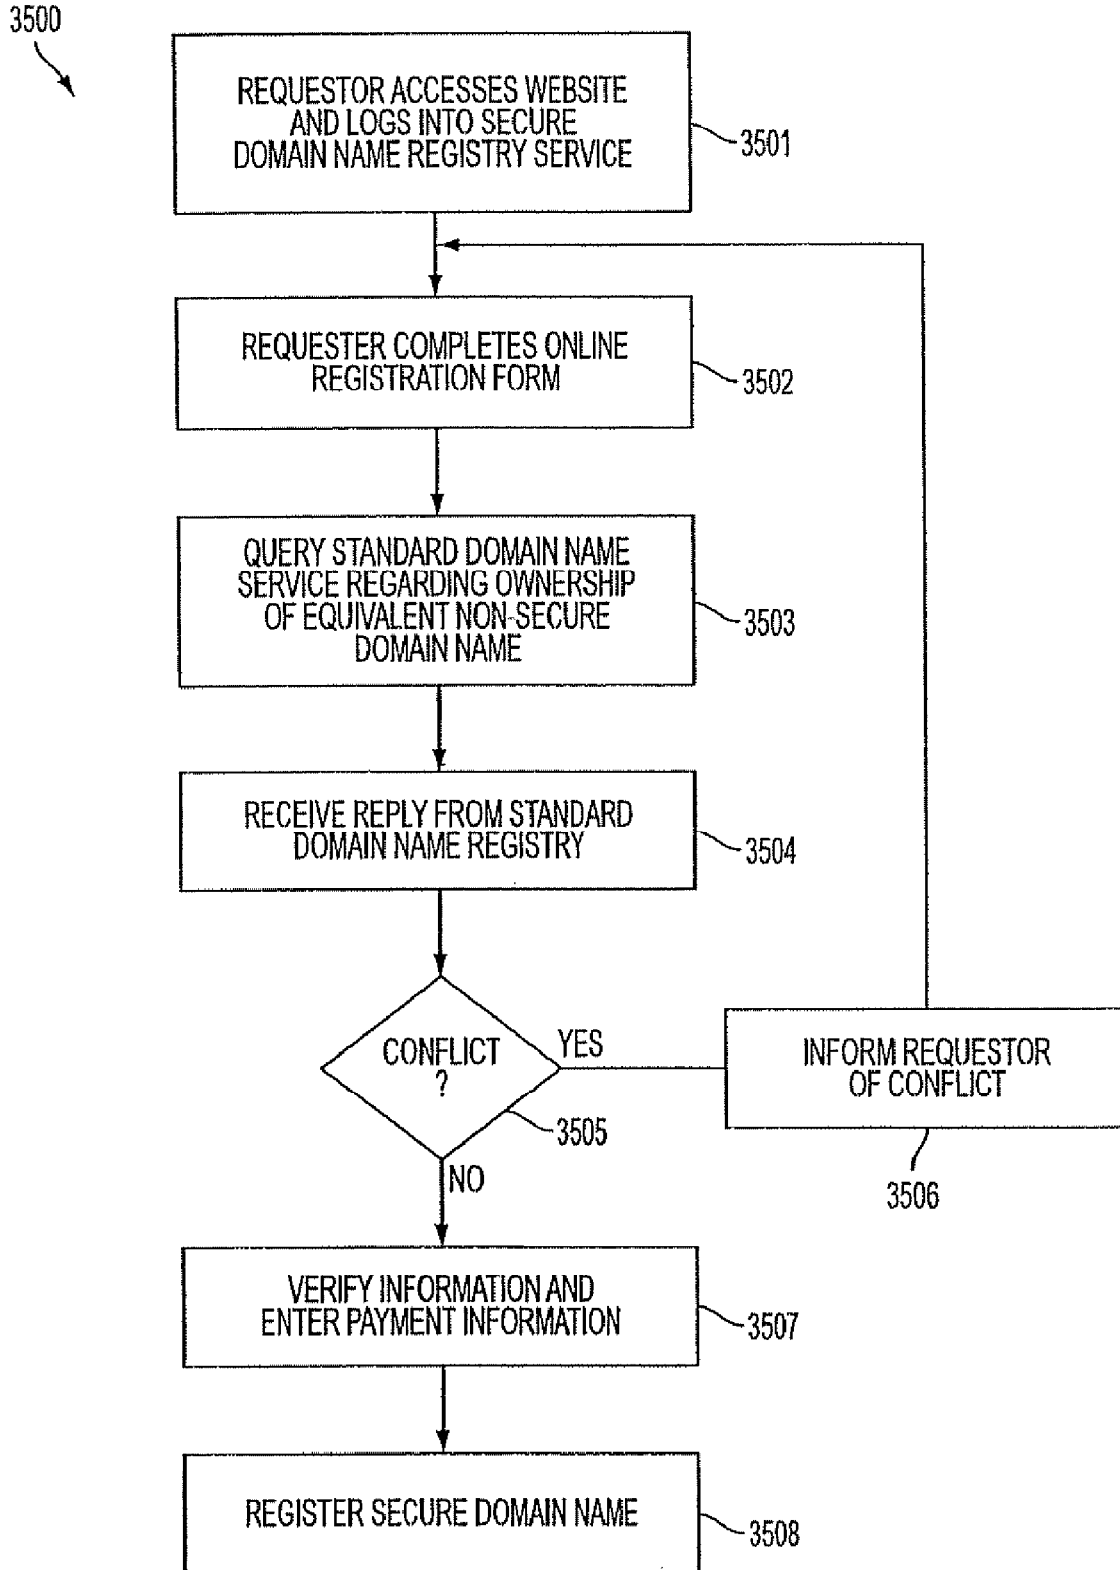 3500
REQUESTOR ACCESSES WEBSITE
AND LOGS INTO SECURE
DOMAIN NAME REGISTRY SERVICE
3501
REQUESTER COMPLETES ONLINE
REGISTRATION FORM
3502
QUERY STANDARD DOMAIN NAME
SERVICE REGARDING OWNERSHIP
OF EQUIVALENT NON-SECURE
DOMAIN NAME
3503
RECEIVE REPLY FROM STANDARD
DOMAIN NAME REGISTRY
3504
CONFLICT
?
YES
3505
NO
INFORM REQUESTOR
OF CONFLICT
3506
VERIFY INFORMATION AND
ENTER PAYMENT INFORMATION
3507
REGISTER SECURE DOMAIN NAME
3508